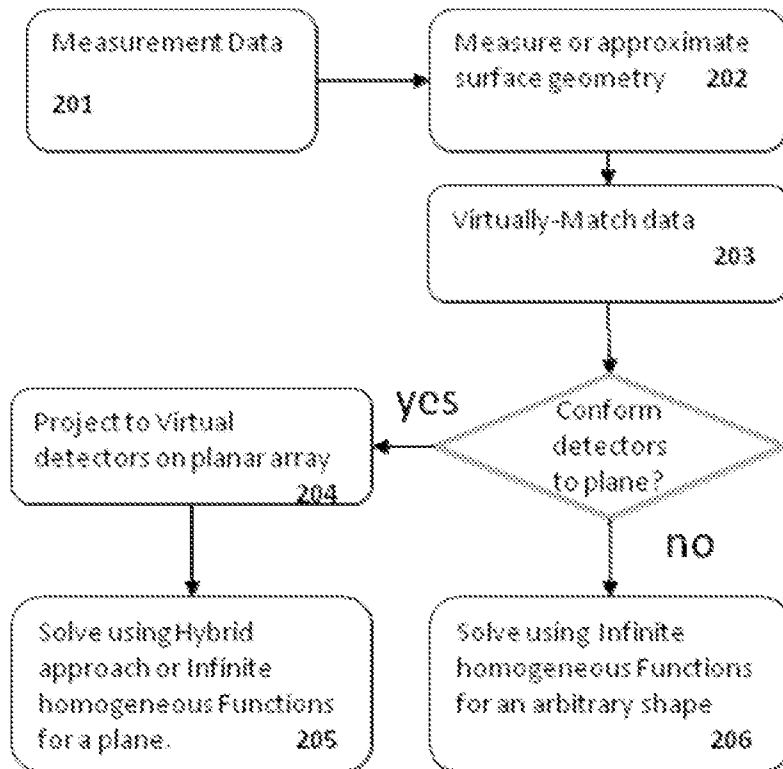 Measurement Data
201
Measure or approximate
surface geometry 202
Virtually-Match data
203
Conform
detectors
to plane?
yes
no
Project to Virtual
detectors on planar array
204
Solve using Hybrid
approach or Infinite
homogeneous Functions
for a plane. 205
Solve using Infinite
homogeneous Functions
for an arbitrary shape
206